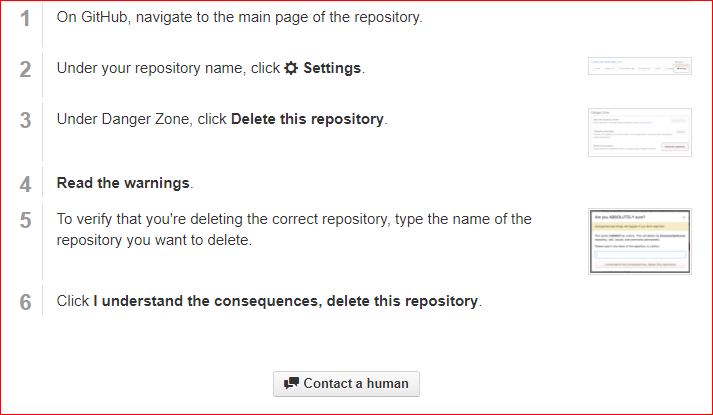 1 On GitHub, navigate to the main page of the repository.
2 Under your repository name, click Settings.
3 Under Danger Zone, click Delete this repository.
Danger Zone
4 Read the warnings.
5 To verify that you're deleting the correct repository, type the name of the
repository you want to delete.
Are you ABSOLUTELY sure?
6 Click I understand the consequences, delete this repository.
Contact a human